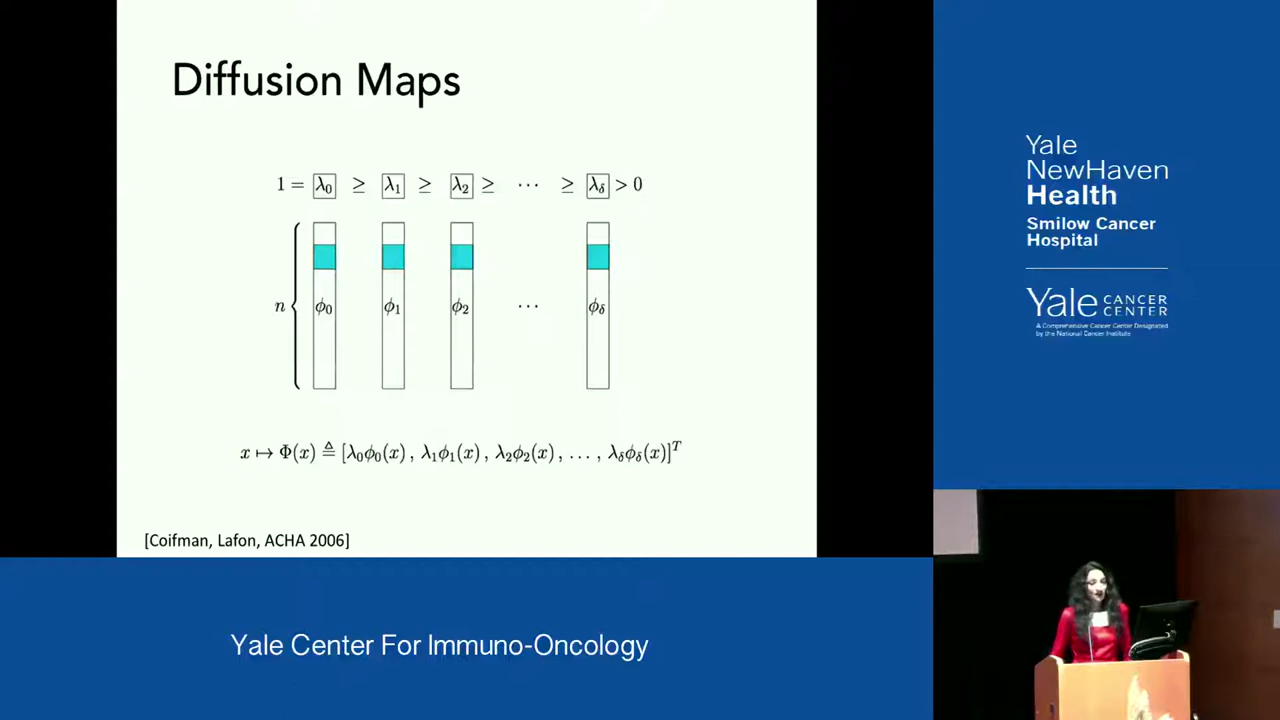 Diffusion Maps
1 = λ₀ ≥ λ₁ ≥ λ₂ ≥ ⋯ ≥ λ_δ > 0
n { ϕ₀ ϕ₁ ϕ₂ ⋯ ϕ_δ
x ↦ Φ(x) ≜ [λ₀ϕ₀(x) , λ₁ϕ₁(x) , λ₂ϕ₂(x) , … , λ_δϕ_δ(x)]ᵀ
[Coifman, Lafon, ACHA 2006]
Yale Center For Immuno-Oncology
Yale
NewHaven
Health
Smilow Cancer
Hospital
Yale CANCER CENTER
A Comprehensive Cancer Center Designated
by the National Cancer Institute